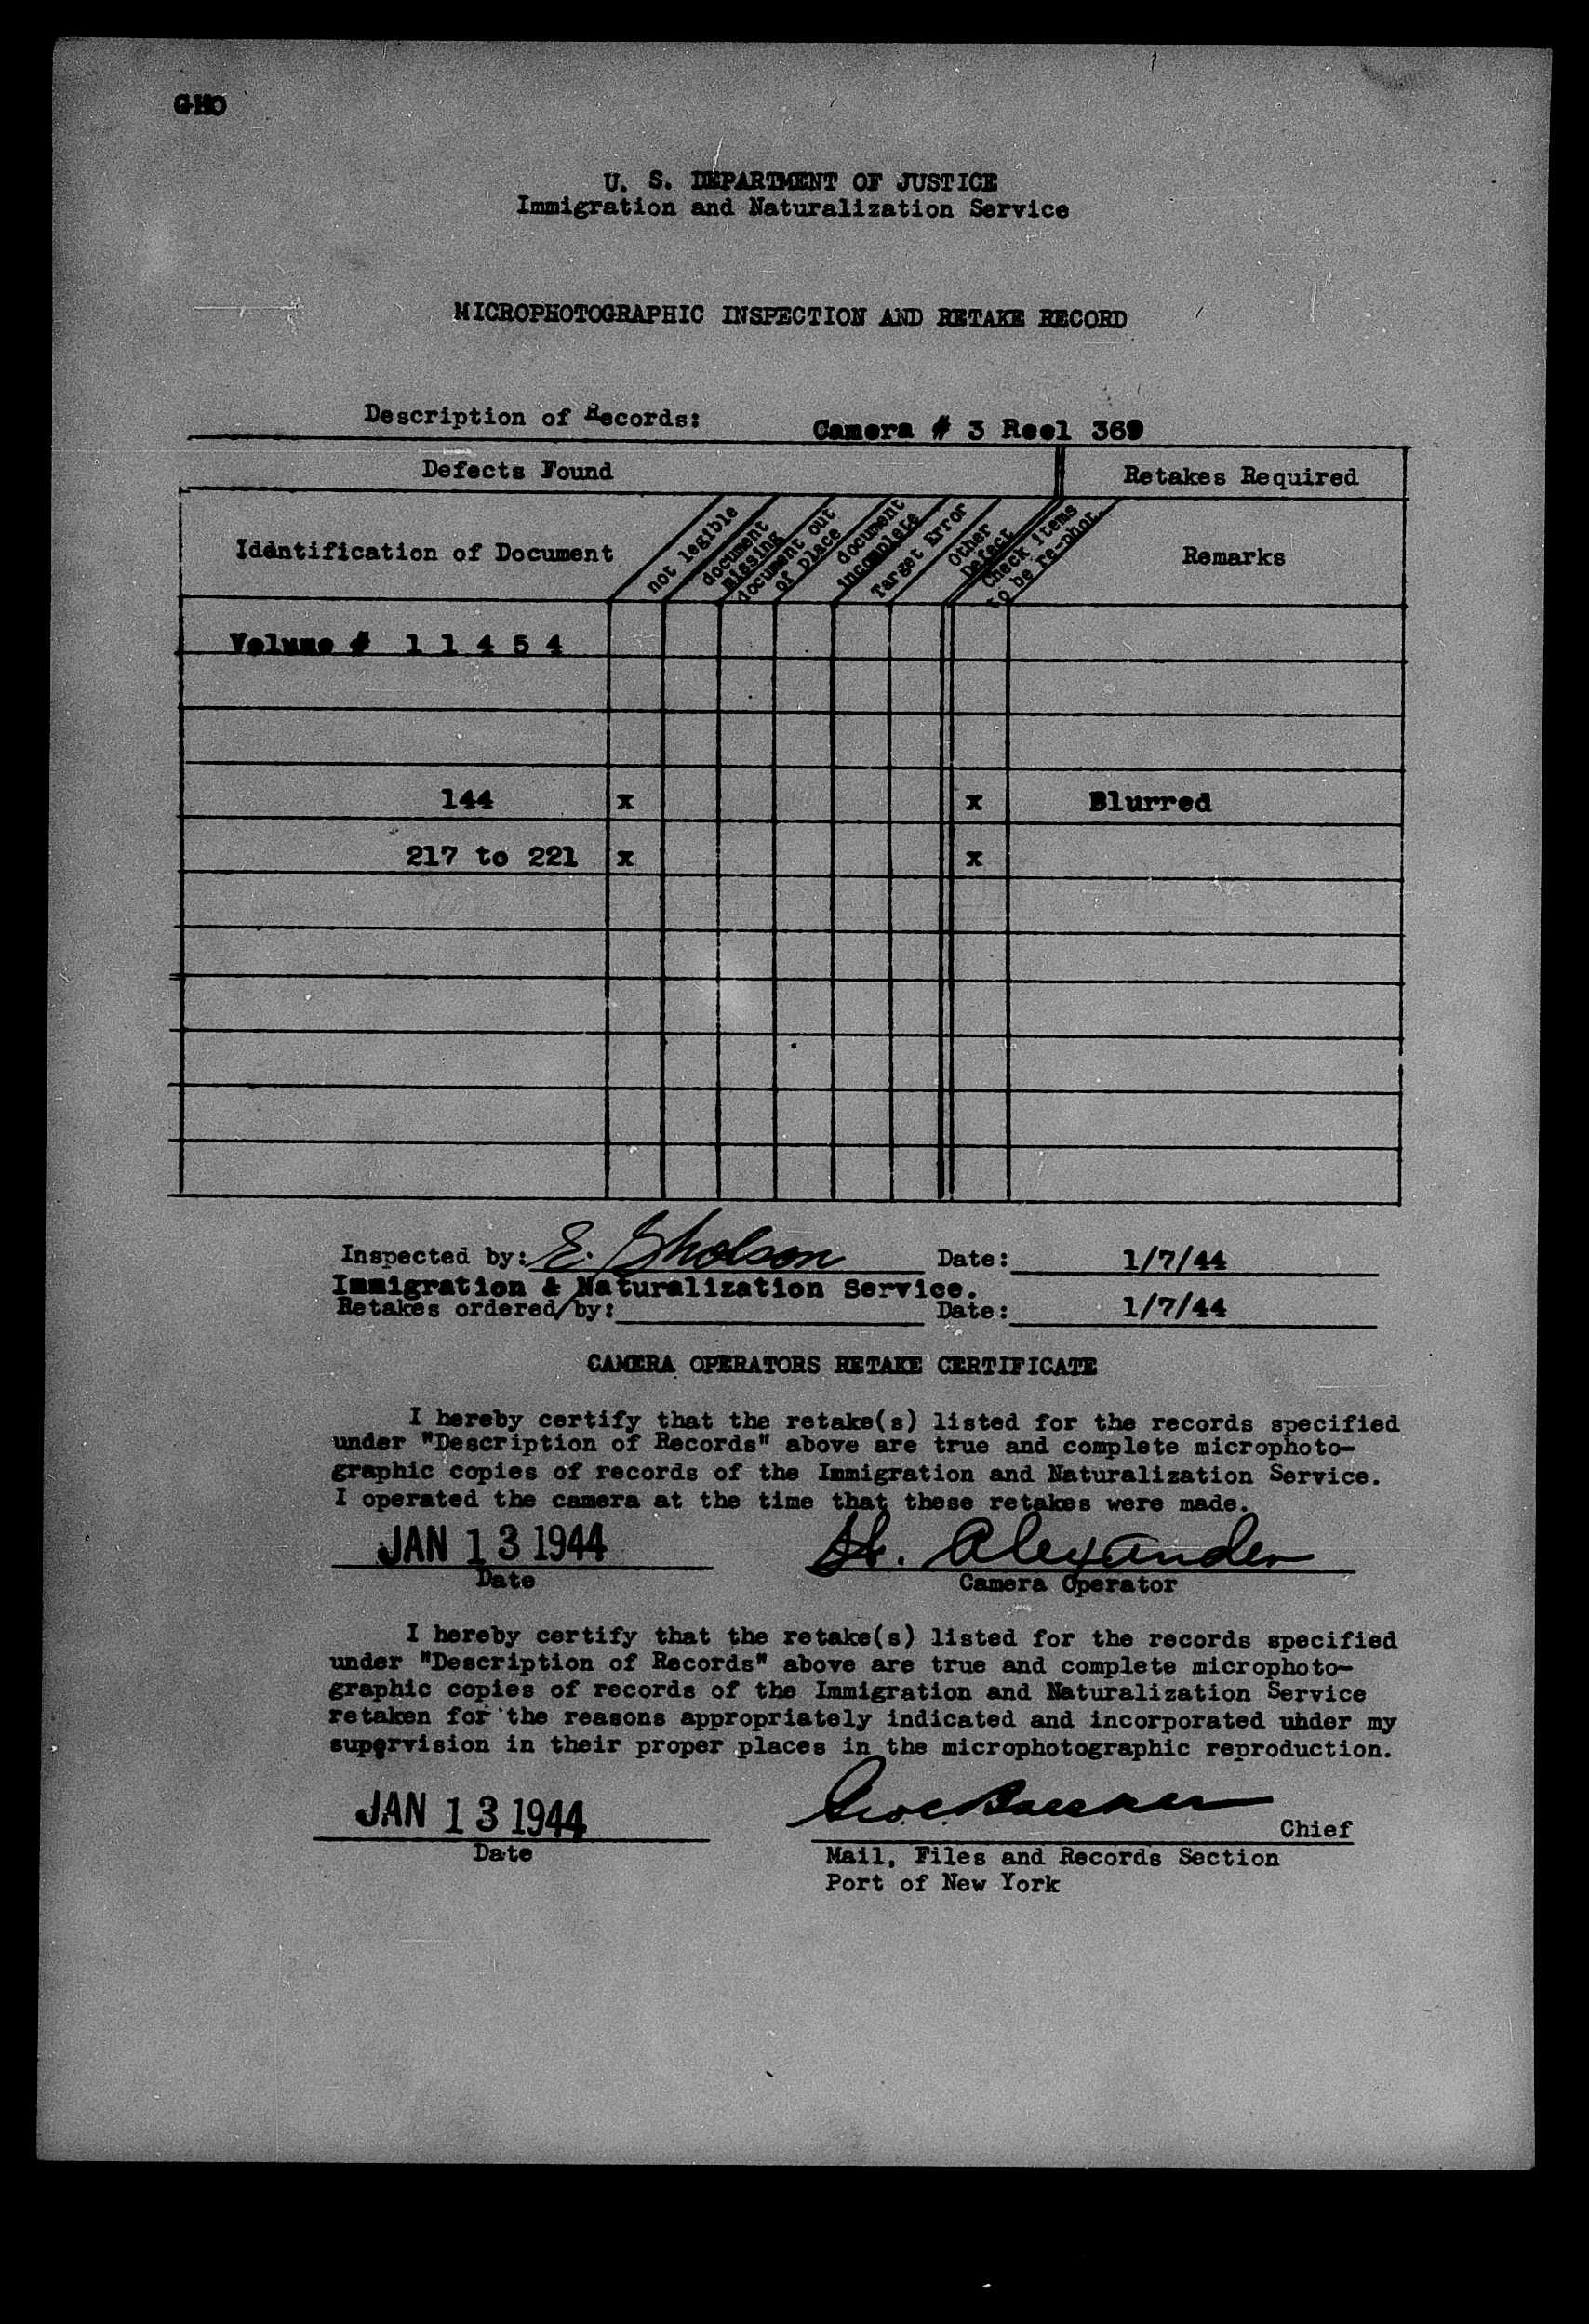 GHO
U. S. DEPARTMENT OF JUSTICE
Immigration and Naturalization Service
MICROPHOTOGRAPHIC INSPECTION AND RETAKE RECORD
Description of Records: Camera # 3 Reel 369
Defects Found Retakes Required
Identification of Document not legible document missing document out of place document incomplete Target Error Other Defect Check items to be re-phot. Remarks
Volume # 1 1 4 5 4
144 x x Blurred
217 to 221 x x
Inspected by: E. Gholson Date: 1/7/44
Immigration & Naturalization Service.
Retakes ordered by: Date: 1/7/44
CAMERA OPERATORS RETAKE CERTIFICATE
I hereby certify that the retake(s) listed for the records specified
under "Description of Records" above are true and complete microphoto-
graphic copies of records of the Immigration and Naturalization Service.
I operated the camera at the time that these retakes were made.
JAN 13 1944 Alexander
Date Camera Operator
I hereby certify that the retake(s) listed for the records specified
under "Description of Records" above are true and complete microphoto-
graphic copies of records of the Immigration and Naturalization Service
retaken for the reasons appropriately indicated and incorporated under my
supervision in their proper places in the microphotographic reproduction.
JAN 13 1944
Chief
Date Mail, Files and Records Section
Port of New York